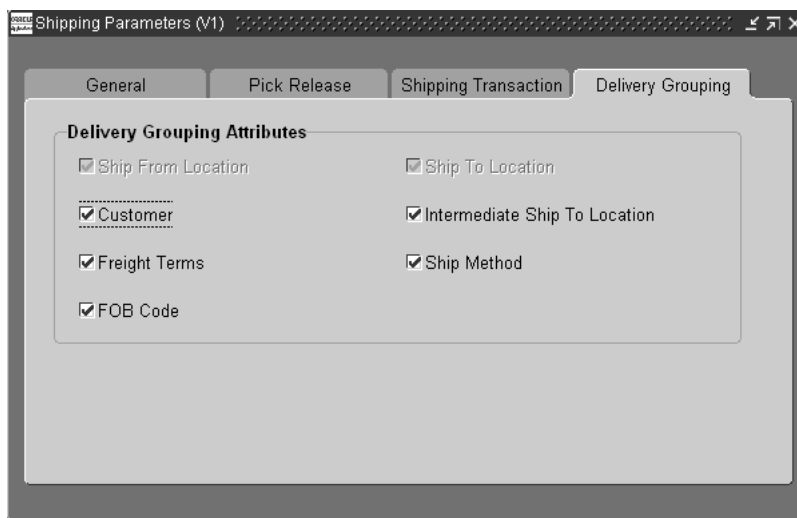 Shipping Parameters (V1)
General Pick Release Shipping Transaction Delivery Grouping
Delivery Grouping Attributes
Ship From Location Ship To Location
Customer Intermediate Ship To Location
Freight Terms Ship Method
FOB Code